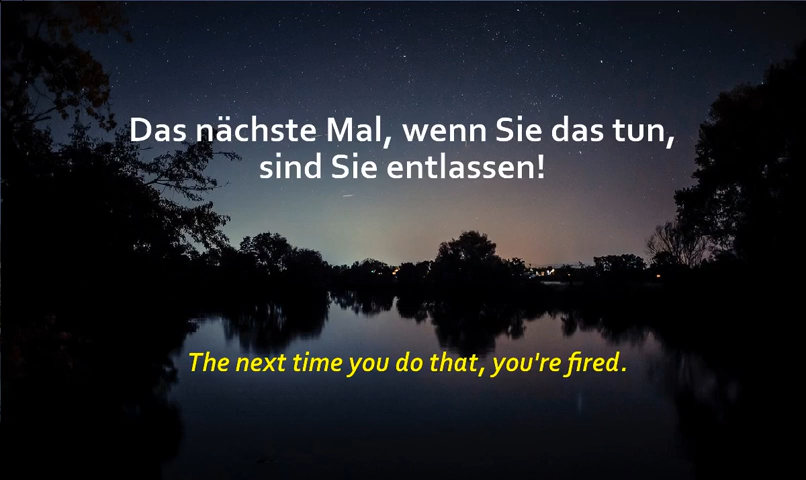 Das nächste Mal, wenn Sie das tun,
sind Sie entlassen!
The next time you do that, you're fired.